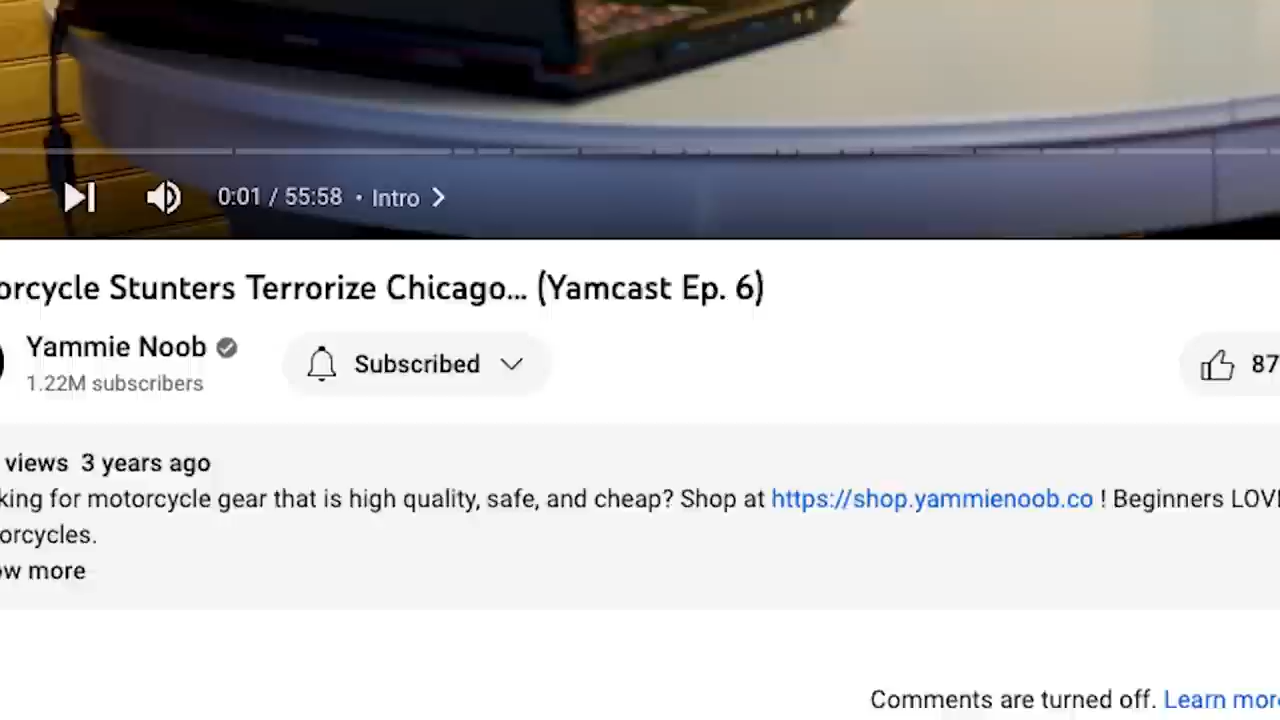 0:01 / 55:58 • Intro
orcycle Stunters Terrorize Chicago... (Yamcast Ep. 6)
Yammie Noob
1.22M subscribers
Subscribed
87
views 3 years ago
king for motorcycle gear that is high quality, safe, and cheap? Shop at https://shop.yammienoob.co ! Beginners LOV
orcycles.
ow more
Comments are turned off. Learn more